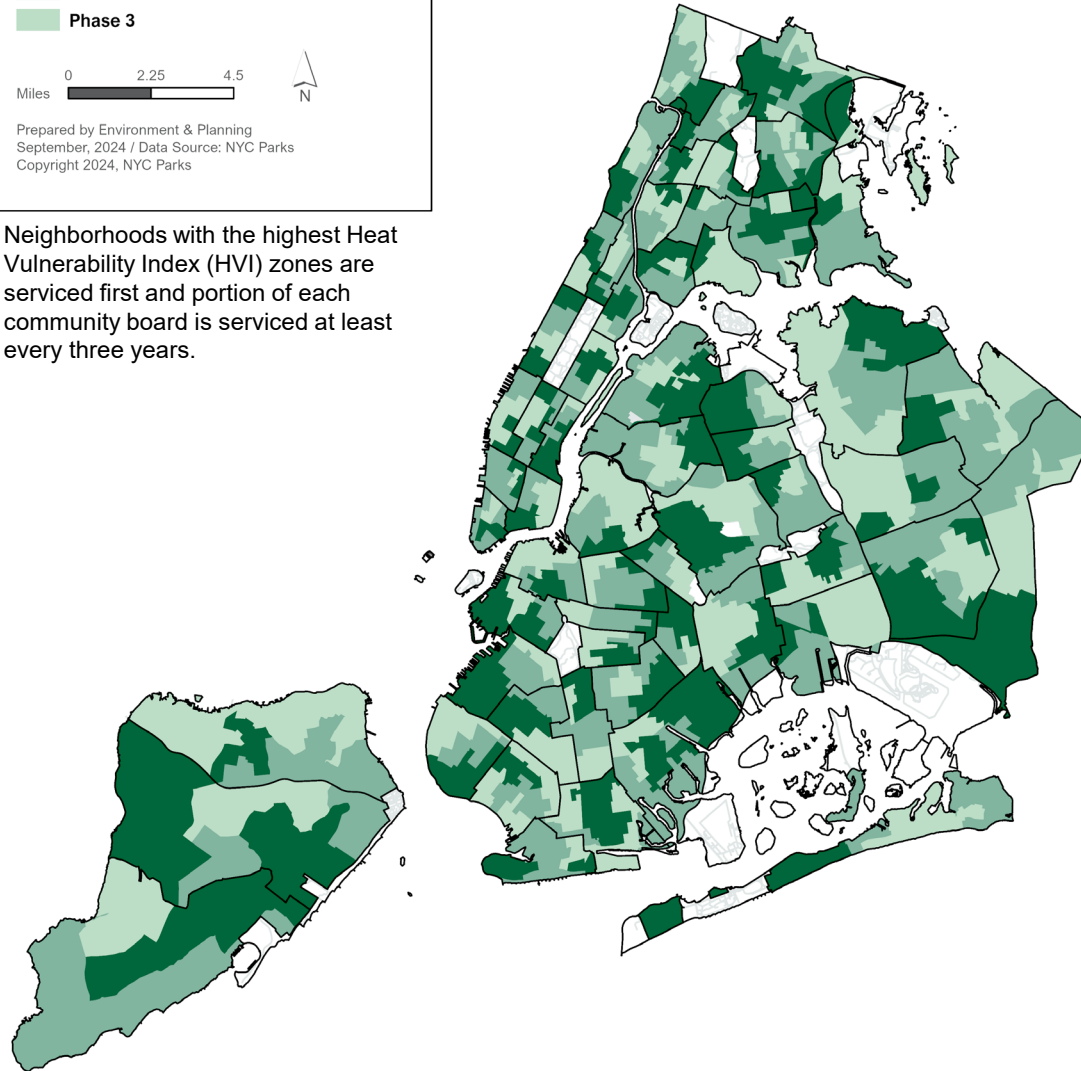 Phase 3
0 2.25 4.5
Miles
N
Prepared by Environment & Planning
September, 2024 / Data Source: NYC Parks
Copyright 2024, NYC Parks
Neighborhoods with the highest Heat
Vulnerability Index (HVI) zones are
serviced first and portion of each
community board is serviced at least
every three years.